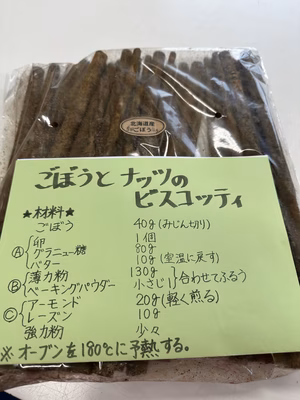 北海道産
ごぼう
ごぼうとナッツの
ビスコッティ
★材料★
ごぼう 40g(みじん切り)
Ⓐ 卵 1個
グラニュー糖 80g
バター 10g(室温に戻す)
Ⓑ 薄力粉 130g 合わせてふるう
ベーキングパウダー 小さじ1
Ⓒ アーモンド 20g(軽く煎る)
レーズン 10g
強力粉 少々
※オーブンを180℃に予熱する。